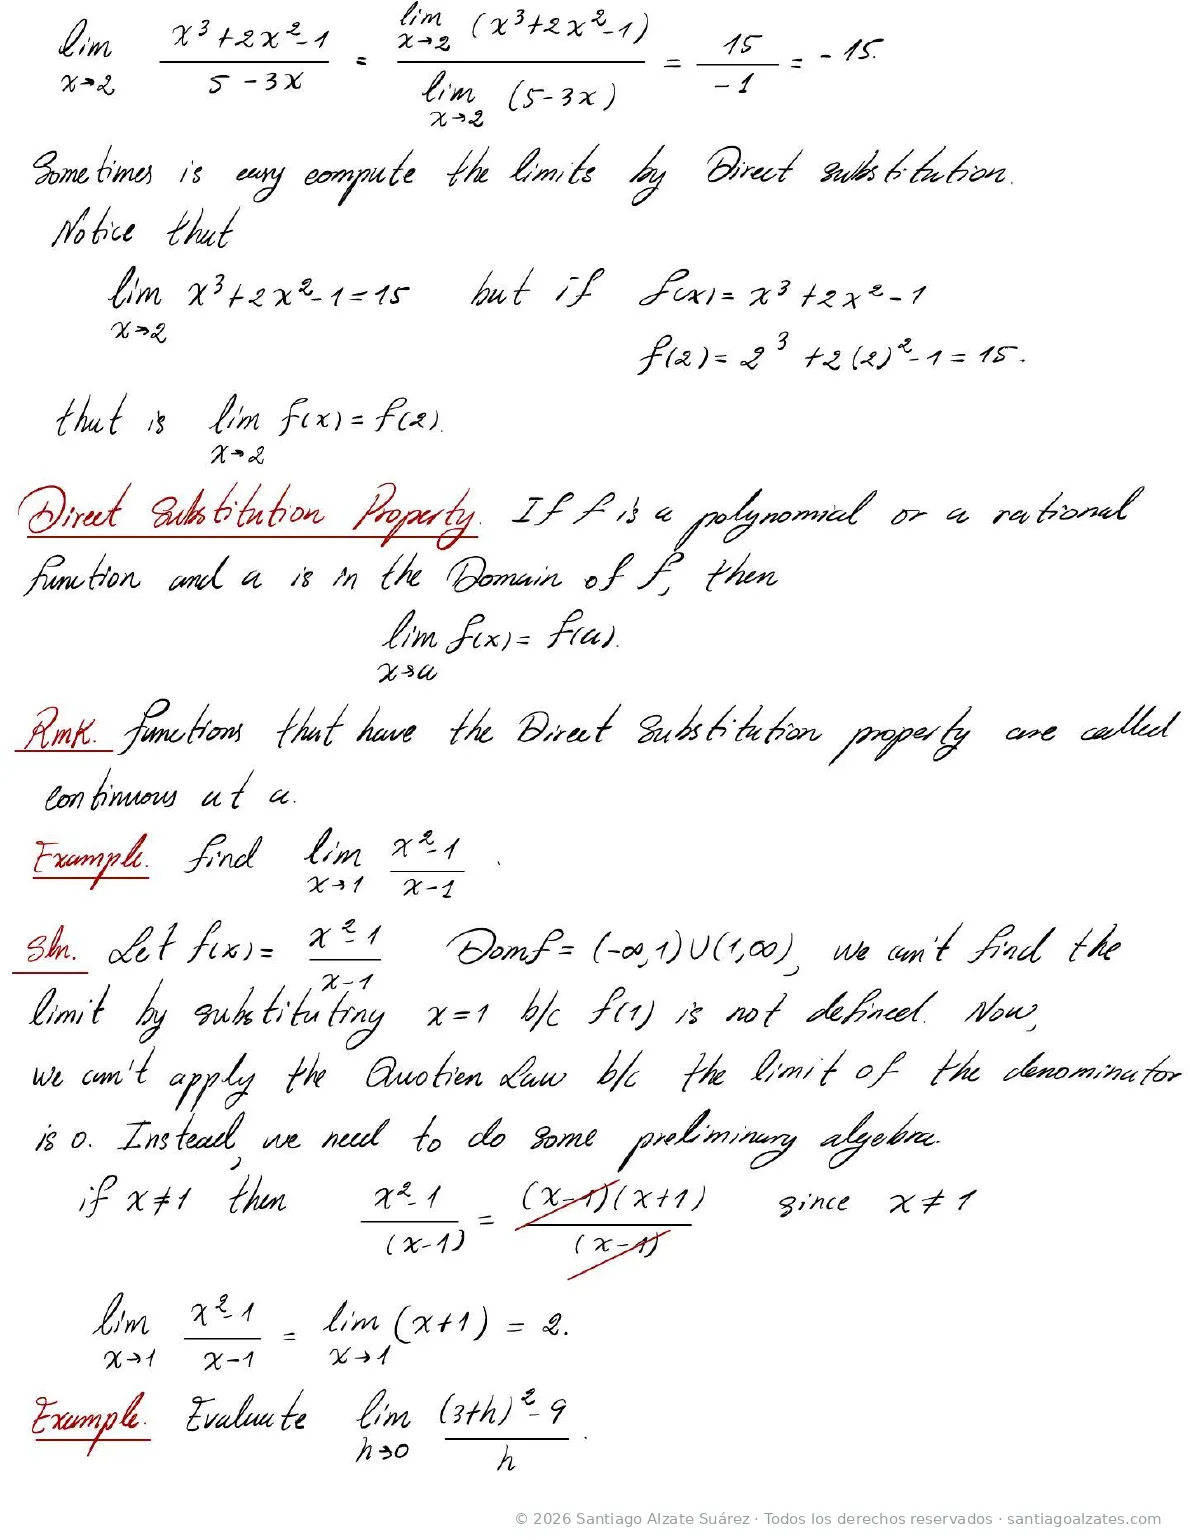 lim x→2 (x³+2x²-1)/(5-3x) = lim x→2 (x³+2x²-1) / lim x→2 (5-3x) = 15/-1 = -15.
Sometimes is easy compute the limits by Direct substitution.
Notice that
lim x→2 x³+2x²-1=15 but if f(x)= x³+2x²-1
f(2)= 2³+2(2)²-1=15.
that is lim x→2 f(x)=f(2).
Direct Substitution Property. If f is a polynomial or a rational
function and a is in the Domain of f, then
lim x→a f(x)= f(a).
Rmk. functions that have the Direct Substitution property are called
continuous at a.
Example. find lim x→1 (x²-1)/(x-1).
Sln. Let f(x)= (x²-1)/(x-1) Domf = (-∞,1)∪(1,∞), we can't find the
limit by substituting x=1 b/c f(1) is not defined. Now,
we can't apply the Quotien Law b/c the limit of the denominator
is 0. Instead, we need to do some preliminary algebra.
if x≠1 then (x²-1)/(x-1) = (x-1)(x+1)/(x-1) since x≠1
lim x→1 (x²-1)/(x-1) = lim x→1 (x+1) = 2.
Example. Evaluate lim h→0 ((3+h)²-9)/h.
© 2026 Santiago Alzate Suárez · Todos los derechos reservados · santiagoalzates.com